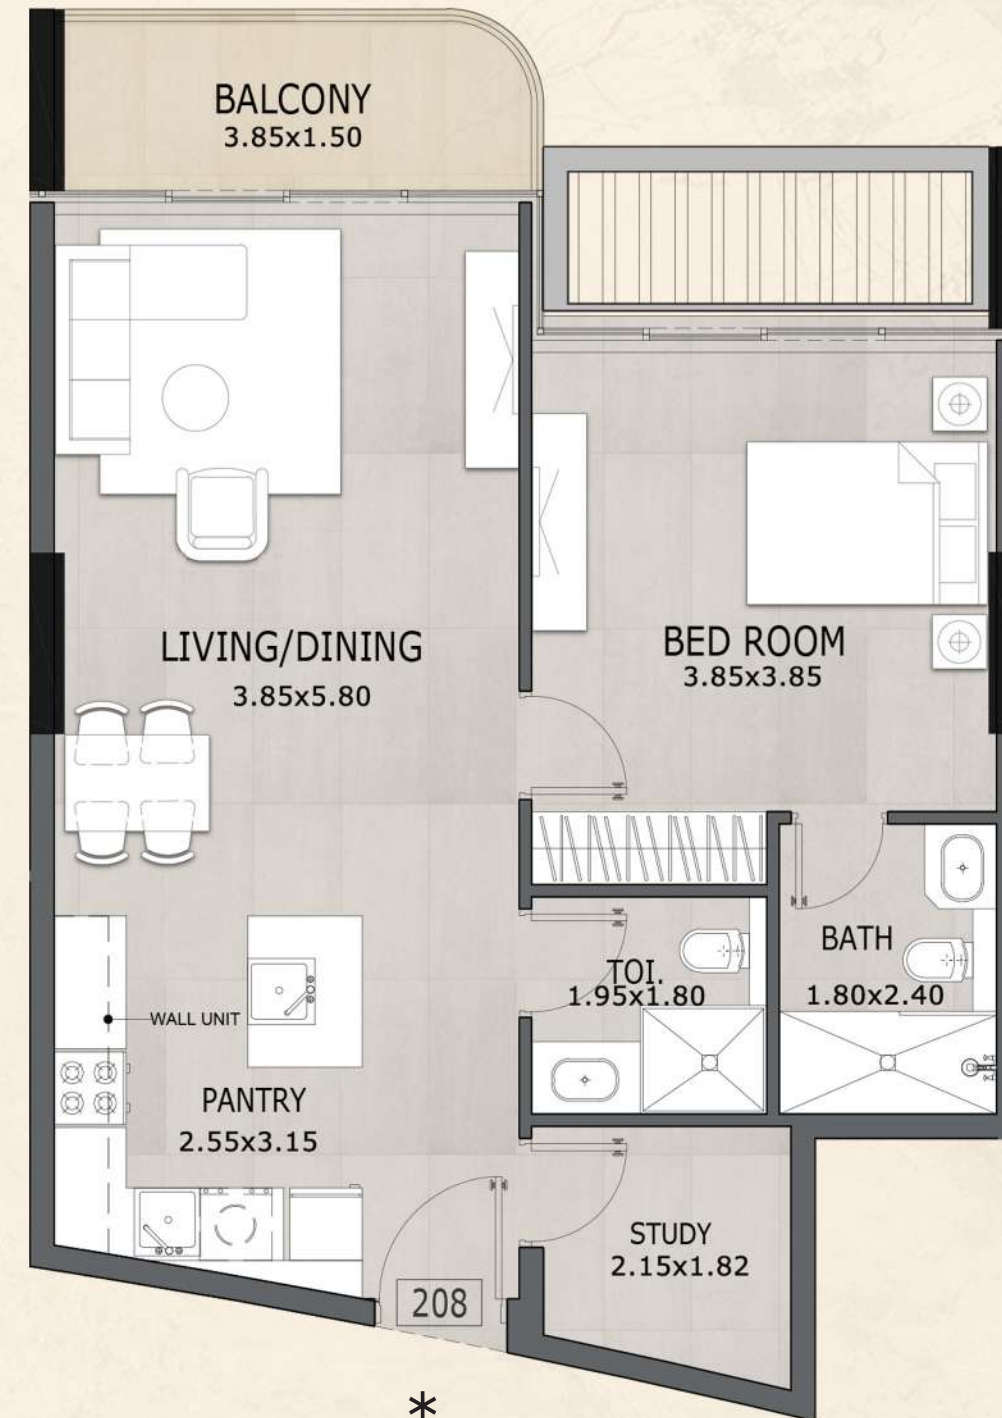 BALCONY
3.85x1.50
LIVING/DINING
3.85x5.80
BED ROOM
3.85x3.85
BATH
1.80x2.40
TOI.
1.95x1.80
WALL UNIT
PANTRY
2.55x3.15
STUDY
2.15x1.82
208
*